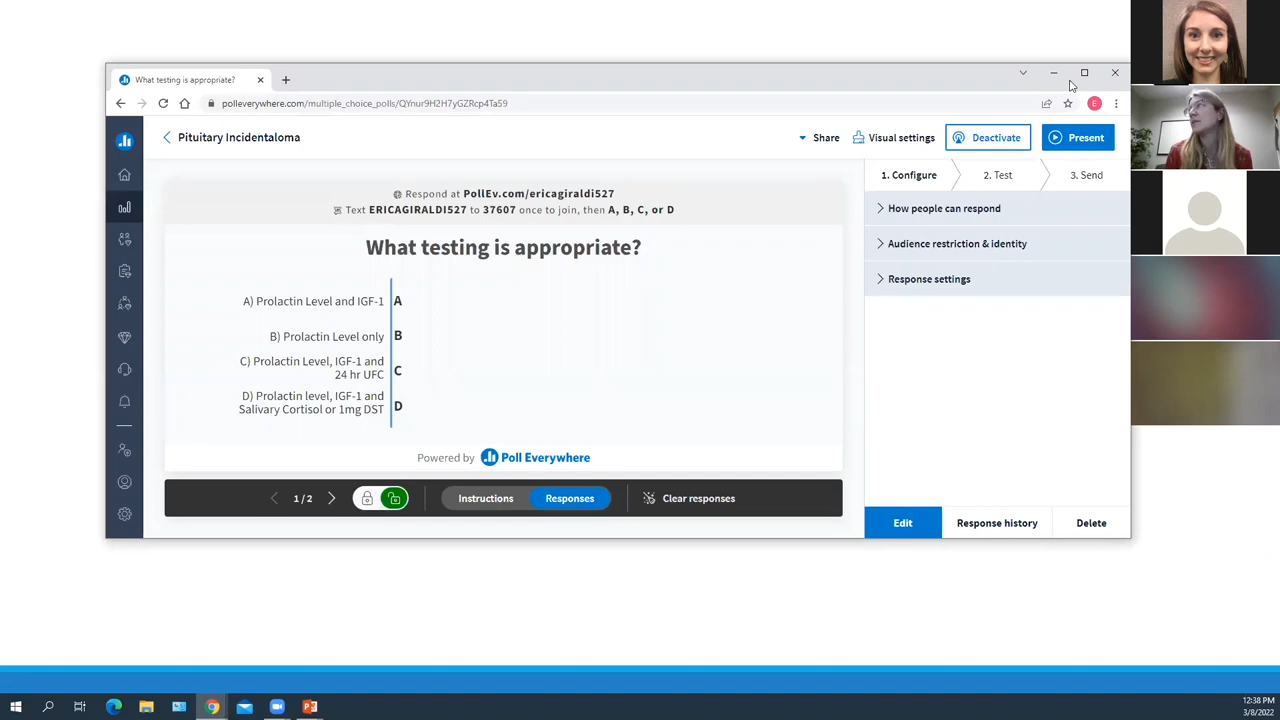 What testing is appropriate?
polleverywhere.com/multiple_choice_polls/QYnur9H2H7yGZRcp4Ta59
E
Pituitary Incidentaloma
Share
Visual settings
Deactivate
Present
Respond at PollEv.com/ericagiraldi527
Text ERICAGIRALDI527 to 37607 once to join, then A, B, C, or D
What testing is appropriate?
A) Prolactin Level and IGF-1 A
B) Prolactin Level only B
C) Prolactin Level, IGF-1 and
24 hr UFC C
D) Prolactin level, IGF-1 and
Salivary Cortisol or 1mg DST D
Powered by Poll Everywhere
1/2
Instructions
Responses
Clear responses
1. Configure
2. Test
3. Send
How people can respond
Audience restriction & identity
Response settings
Edit
Response history
Delete
12:38 PM
3/8/2022